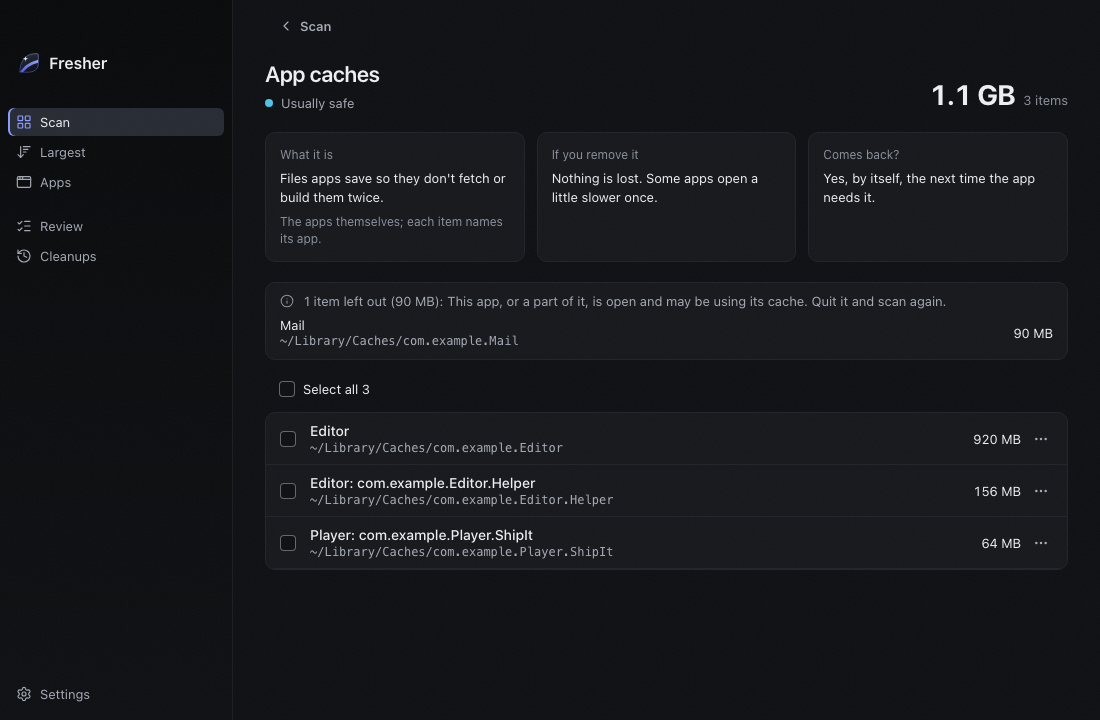 Scan
Fresher
App caches
Usually safe
1.1 GB 3 items
Scan
Largest
Apps
Review
Cleanups
Settings
What it is
Files apps save so they don't fetch or
build them twice.
The apps themselves; each item names
its app.
If you remove it
Nothing is lost. Some apps open a
little slower once.
Comes back?
Yes, by itself, the next time the app
needs it.
1 item left out (90 MB): This app, or a part of it, is open and may be using its cache. Quit it and scan again.
Mail
~/Library/Caches/com.example.Mail
90 MB
Select all 3
Editor
~/Library/Caches/com.example.Editor
920 MB
Editor: com.example.Editor.Helper
~/Library/Caches/com.example.Editor.Helper
156 MB
Player: com.example.Player.ShipIt
~/Library/Caches/com.example.Player.ShipIt
64 MB